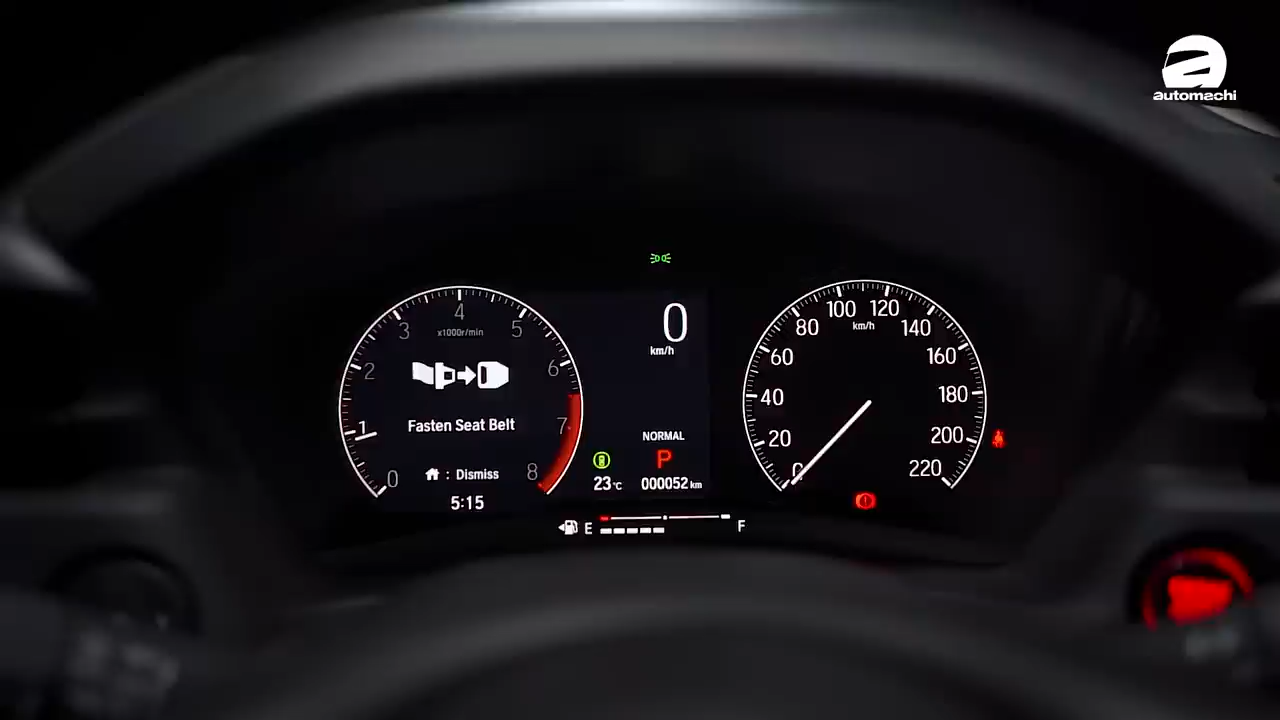 automachi
0
1
2
3
4
5
6
7
8
x1000r/min
Fasten Seat Belt
: Dismiss
5:15
0
km/h
NORMAL
P
23°C
000052 km
E
F
0
20
40
60
80
100
120
140
160
180
200
220
km/h